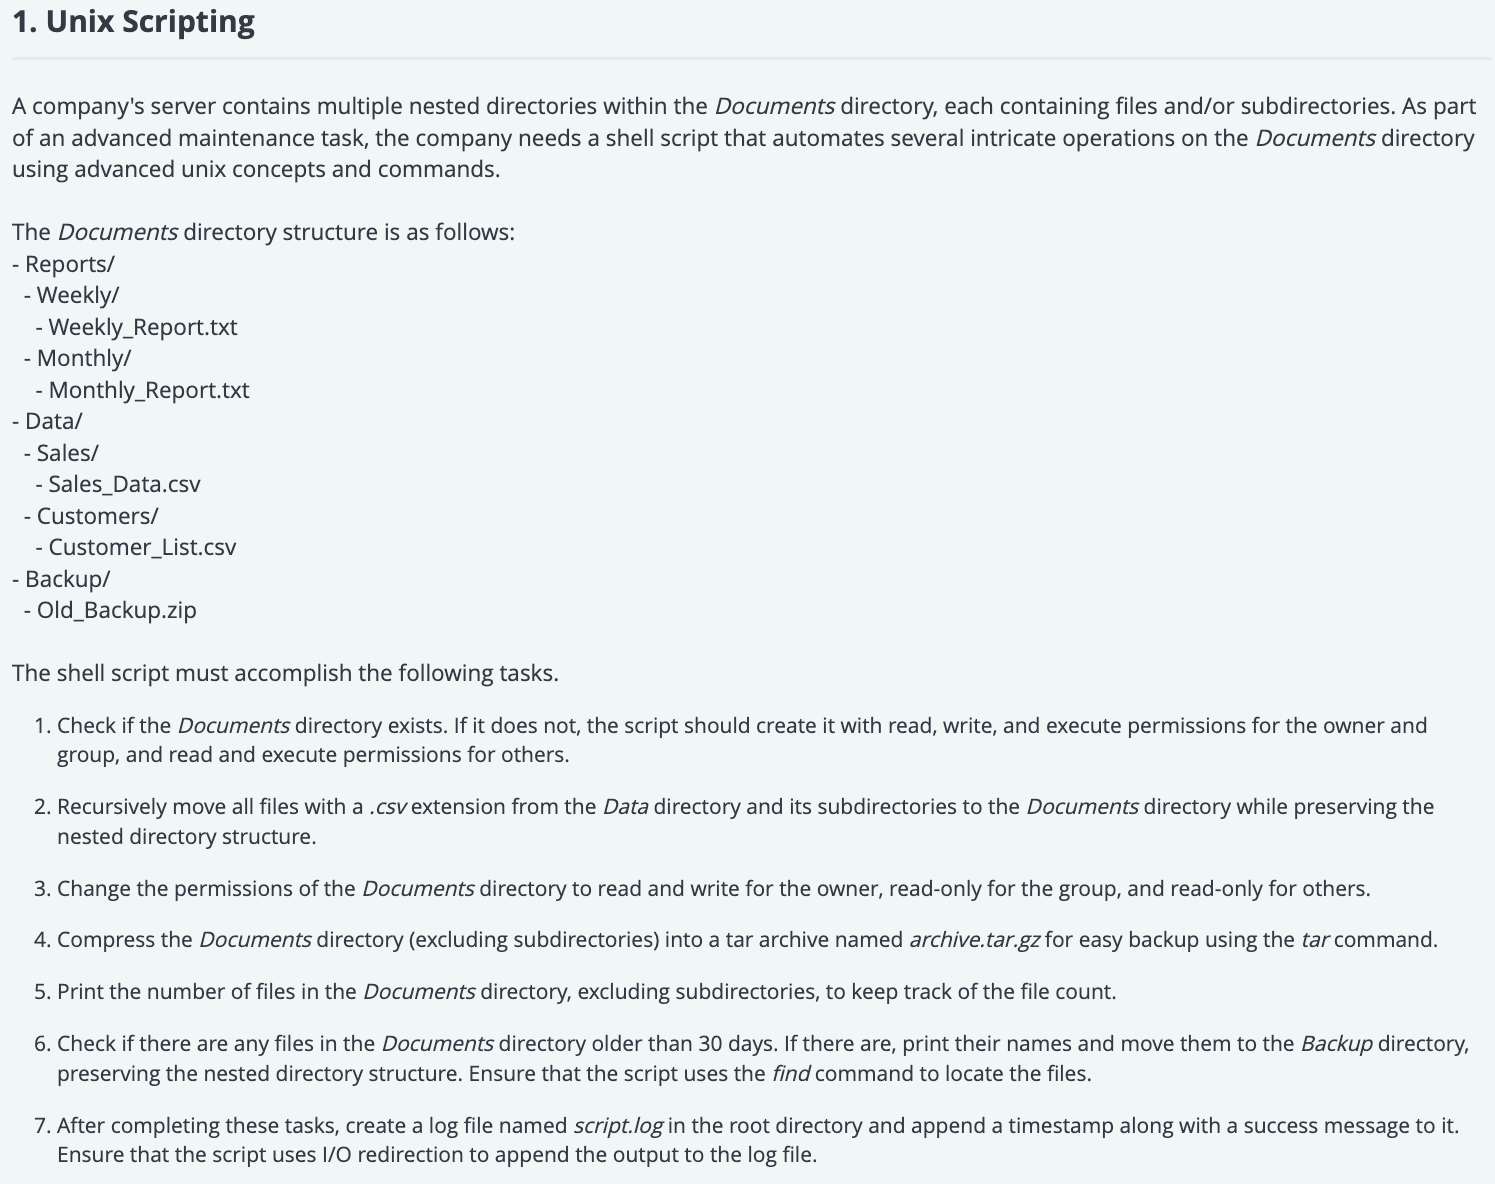 1. Unix Scripting
A company's server contains multiple nested directories within the Documents directory, each containing files and/or subdirectories. As part
of an advanced maintenance task, the company needs a shell script that automates several intricate operations on the Documents directory
using advanced unix concepts and commands.
The Documents directory structure is as follows:
- Reports/
- Weekly/
- Weekly_Report.txt
- Monthly/
- Monthly_Report.txt
- Data/
- Sales/
- Sales_Data.csv
- Customers/
- Customer_List.csv
- Backup/
- Old_Backup.zip
The shell script must accomplish the following tasks.
1. Check if the Documents directory exists. If it does not, the script should create it with read, write, and execute permissions for the owner and
group, and read and execute permissions for others.
2. Recursively move all files with a .csv extension from the Data directory and its subdirectories to the Documents directory while preserving the
nested directory structure.
3. Change the permissions of the Documents directory to read and write for the owner, read-only for the group, and read-only for others.
4. Compress the Documents directory (excluding subdirectories) into a tar archive named archive.tar.gz for easy backup using the tar command.
5. Print the number of files in the Documents directory, excluding subdirectories, to keep track of the file count.
6. Check if there are any files in the Documents directory older than 30 days. If there are, print their names and move them to the Backup directory,
preserving the nested directory structure. Ensure that the script uses the find command to locate the files.
7. After completing these tasks, create a log file named script.log in the root directory and append a timestamp along with a success message to it.
Ensure that the script uses I/O redirection to append the output to the log file.